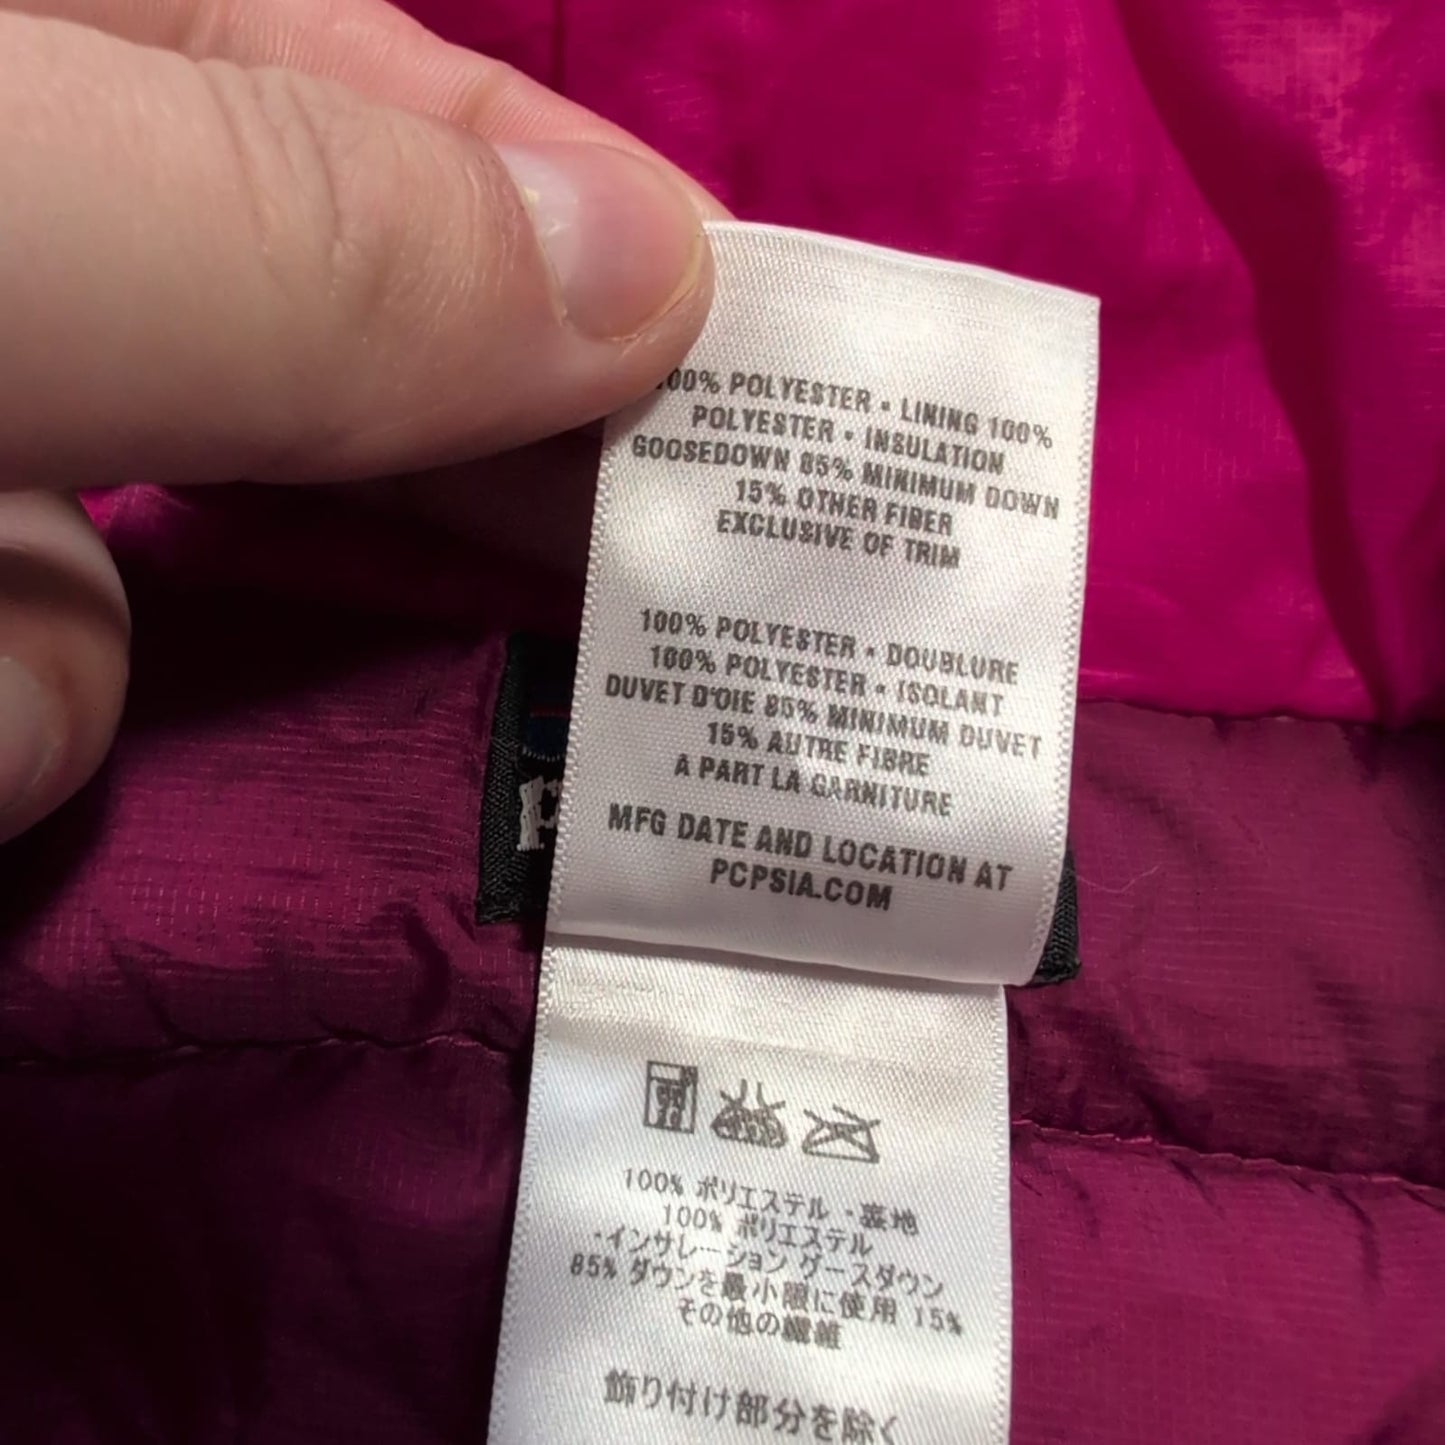 100% POLYESTER • LINING 100%
POLYESTER • INSULATION
GOOSEDOWN 85% MINIMUM DOWN
15% OTHER FIBER
EXCLUSIVE OF TRIM
100% POLYESTER • DOUBLURE
100% POLYESTER • ISOLANT
DUVET D'OIE 85% MINIMUM DUVET
15% AUTRE FIBRE
A PART LA GARNITURE
MFG DATE AND LOCATION AT
PCPSIA.COM
100% ポリエステル・裏地
100% ポリエステル
・インサレーション グースダウン
85% ダウンを最小限に使用 15%
その他の繊維
飾り付け部分を除く